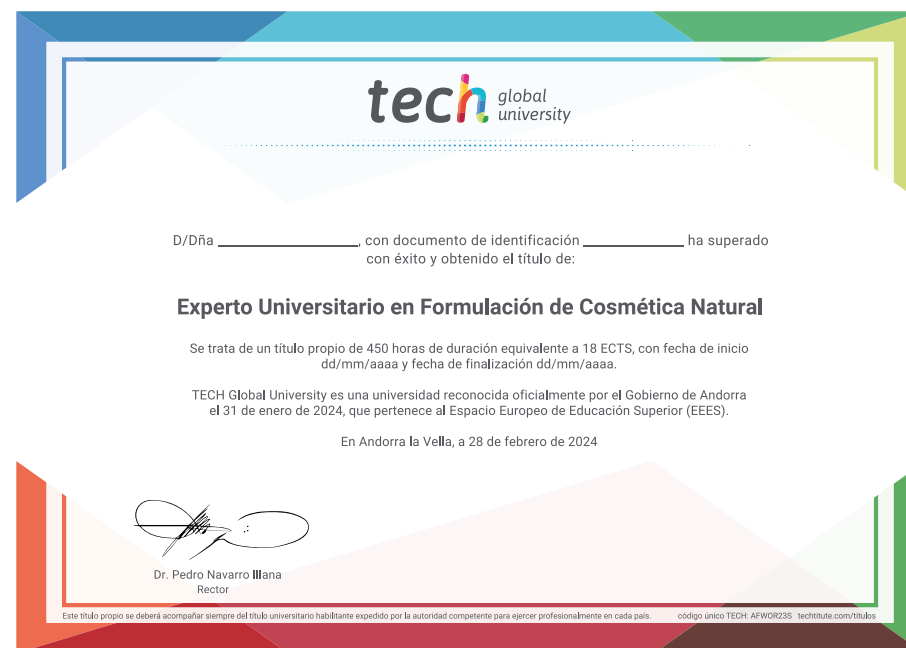 tech global university
D/Dña ____________________, con documento de identificación ______________ ha superado
con éxito y obtenido el título de:
Experto Universitario en Formulación de Cosmética Natural
Se trata de un título propio de 450 horas de duración equivalente a 18 ECTS, con fecha de inicio
dd/mm/aaaa y fecha de finalización dd/mm/aaaa.
TECH Global University es una universidad reconocida oficialmente por el Gobierno de Andorra
el 31 de enero de 2024, que pertenece al Espacio Europeo de Educación Superior (EEES).
En Andorra la Vella, a 28 de febrero de 2024
Dr. Pedro Navarro Illana
Rector
Este título propio se deberá acompañar siempre del título universitario habilitante expedido por la autoridad competente para ejercer profesionalmente en cada país. código único TECH: AFWOR23S techtitute.com/titulos